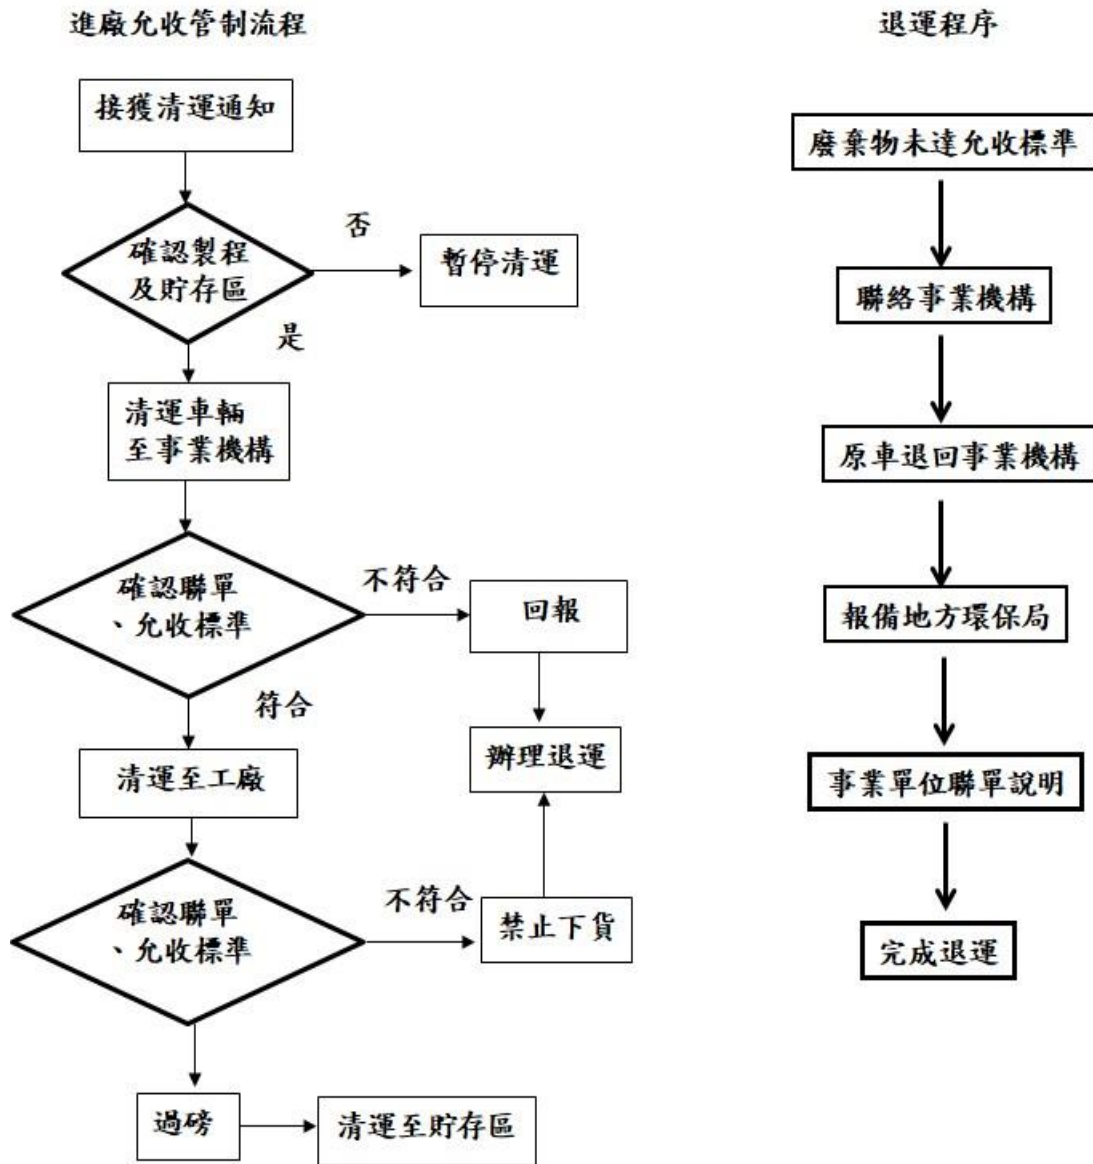 進廠允收管制流程
接獲清運通知
確認製程
及貯存區
否
暫停清運
是
清運車輛
至事業機構
確認聯單
、允收標準
不符合
回報
符合
辦理退運
清運至工廠
確認聯單
、允收標準
不符合
禁止下貨
過磅
清運至貯存區
退運程序
廢棄物未達允收標準
聯絡事業機構
原車退回事業機構
報備地方環保局
事業單位聯單說明
完成退運